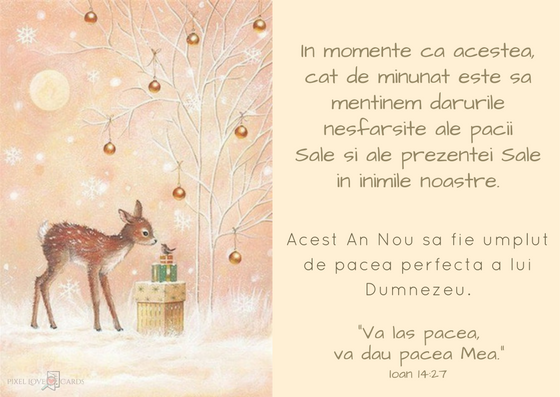 In momente ca acestea,
cat de minunat este sa
mentinem darurile
nesfarsite ale pacii
Sale si ale prezentei Sale
in inimile noastre.
Acest An Nou sa fie umplut
de pacea perfecta a lui
Dumnezeu.
"Va las pacea,
va dau pacea Mea."
Ioan 14:27
PIXEL LOVE CARDS